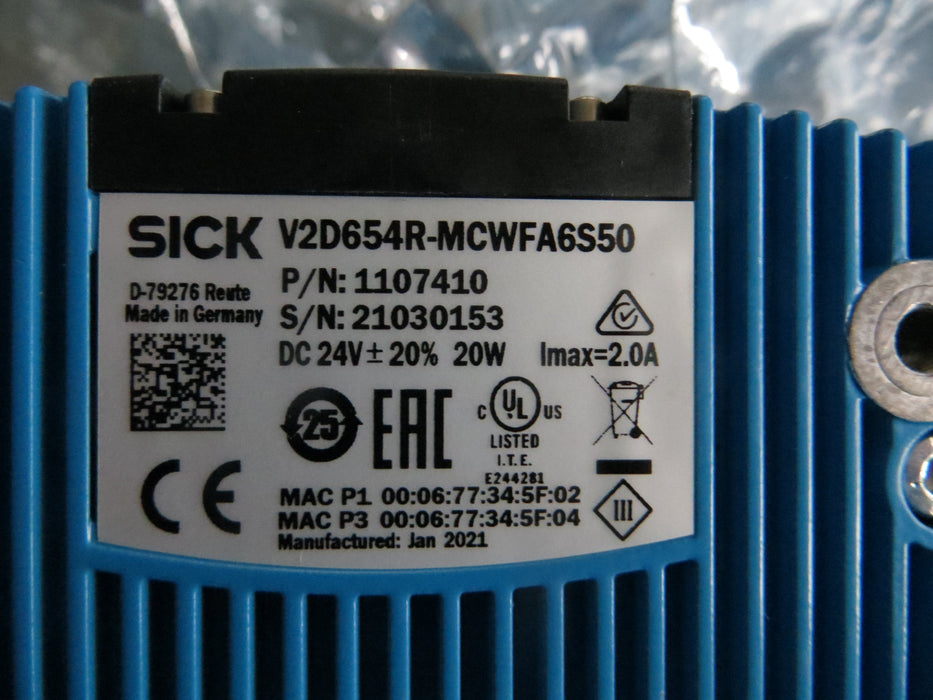 SICK V2D654R-MCWFA6S50
P/N: 1107410
D-79276 Reute
Made in Germany
S/N: 21030153
DC 24V ± 20% 20W Imax=2.0A
25
EAC
C UL US
LISTED
I.T.E.
E244281
CE
MAC P1 00:06:77:34:5F:02
MAC P3 00:06:77:34:5F:04
III
Manufactured: Jan 2021